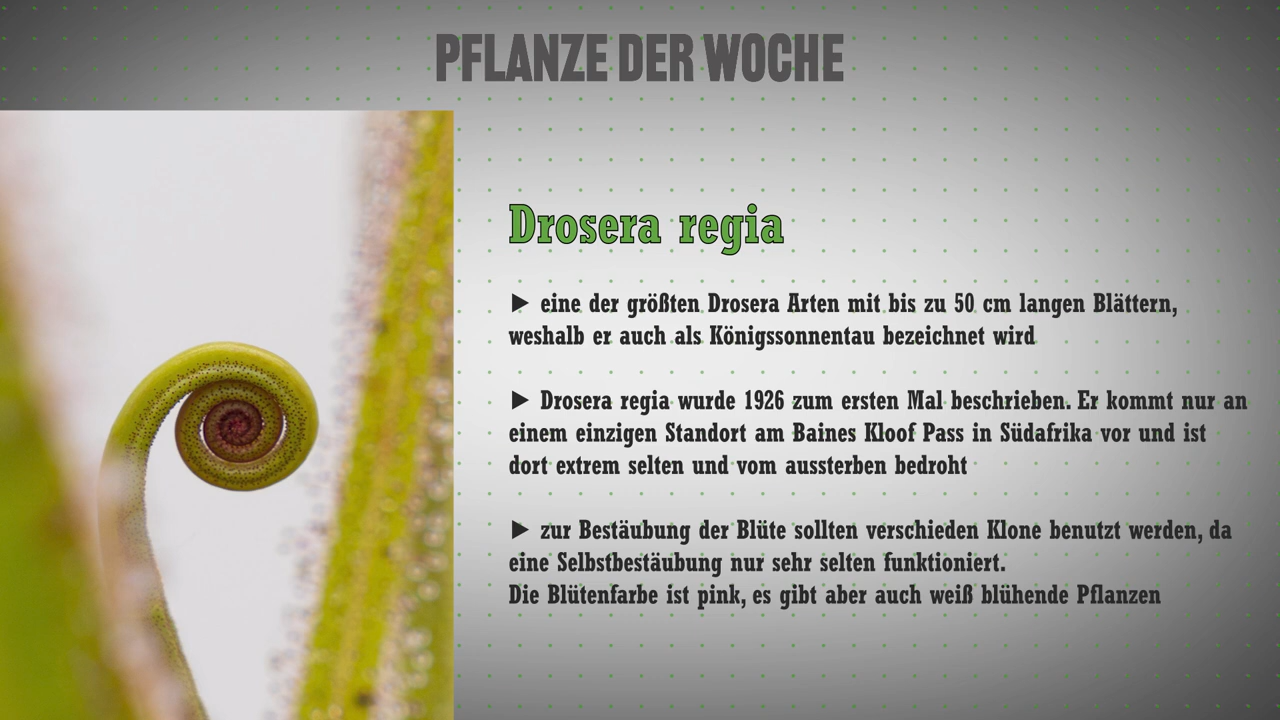 PFLANZE DER WOCHE
Drosera regia
► eine der größten Drosera Arten mit bis zu 50 cm langen Blättern,
weshalb er auch als Königssonnentau bezeichnet wird
► Drosera regia wurde 1926 zum ersten Mal beschrieben. Er kommt nur an
einem einzigen Standort am Baines Kloof Pass in Südafrika vor und ist
dort extrem selten und vom aussterben bedroht
► zur Bestäubung der Blüte sollten verschieden Klone benutzt werden, da
eine Selbstbestäubung nur sehr selten funktioniert.
Die Blütenfarbe ist pink, es gibt aber auch weiß blühende Pflanzen